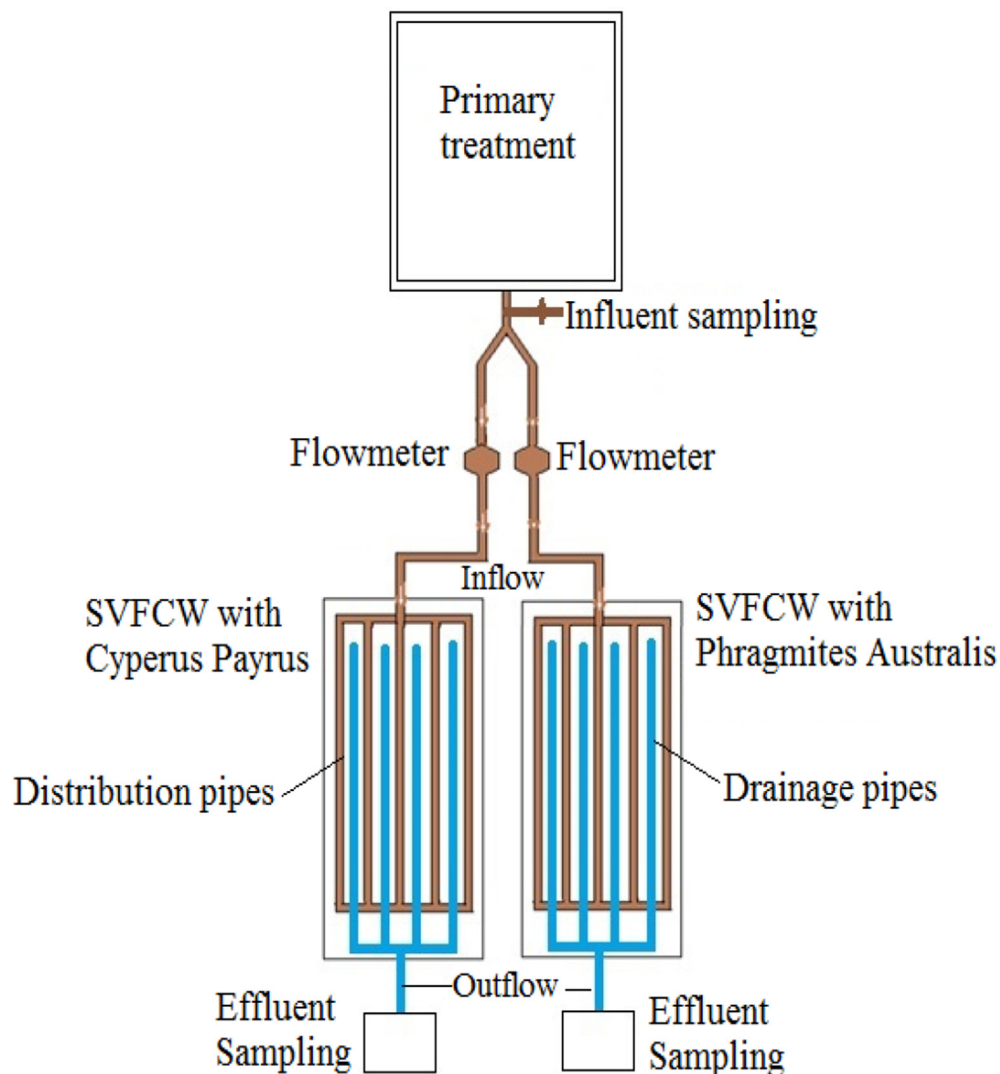 Primary
treatment
Influent sampling
Flowmeter
Flowmeter
Inflow
SVFCW with
Cyperus Payrus
SVFCW with
Phragmites Australis
Distribution pipes
Drainage pipes
Outflow
Effluent
Sampling
Effluent
Sampling